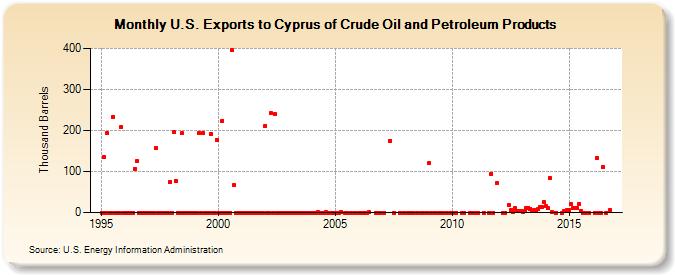 Monthly U.S. Exports to Cyprus of Crude Oil and Petroleum Products
Thousand Barrels
400
300
200
100
0
1995 2000 2005 2010 2015
Source: U.S. Energy Information Administration